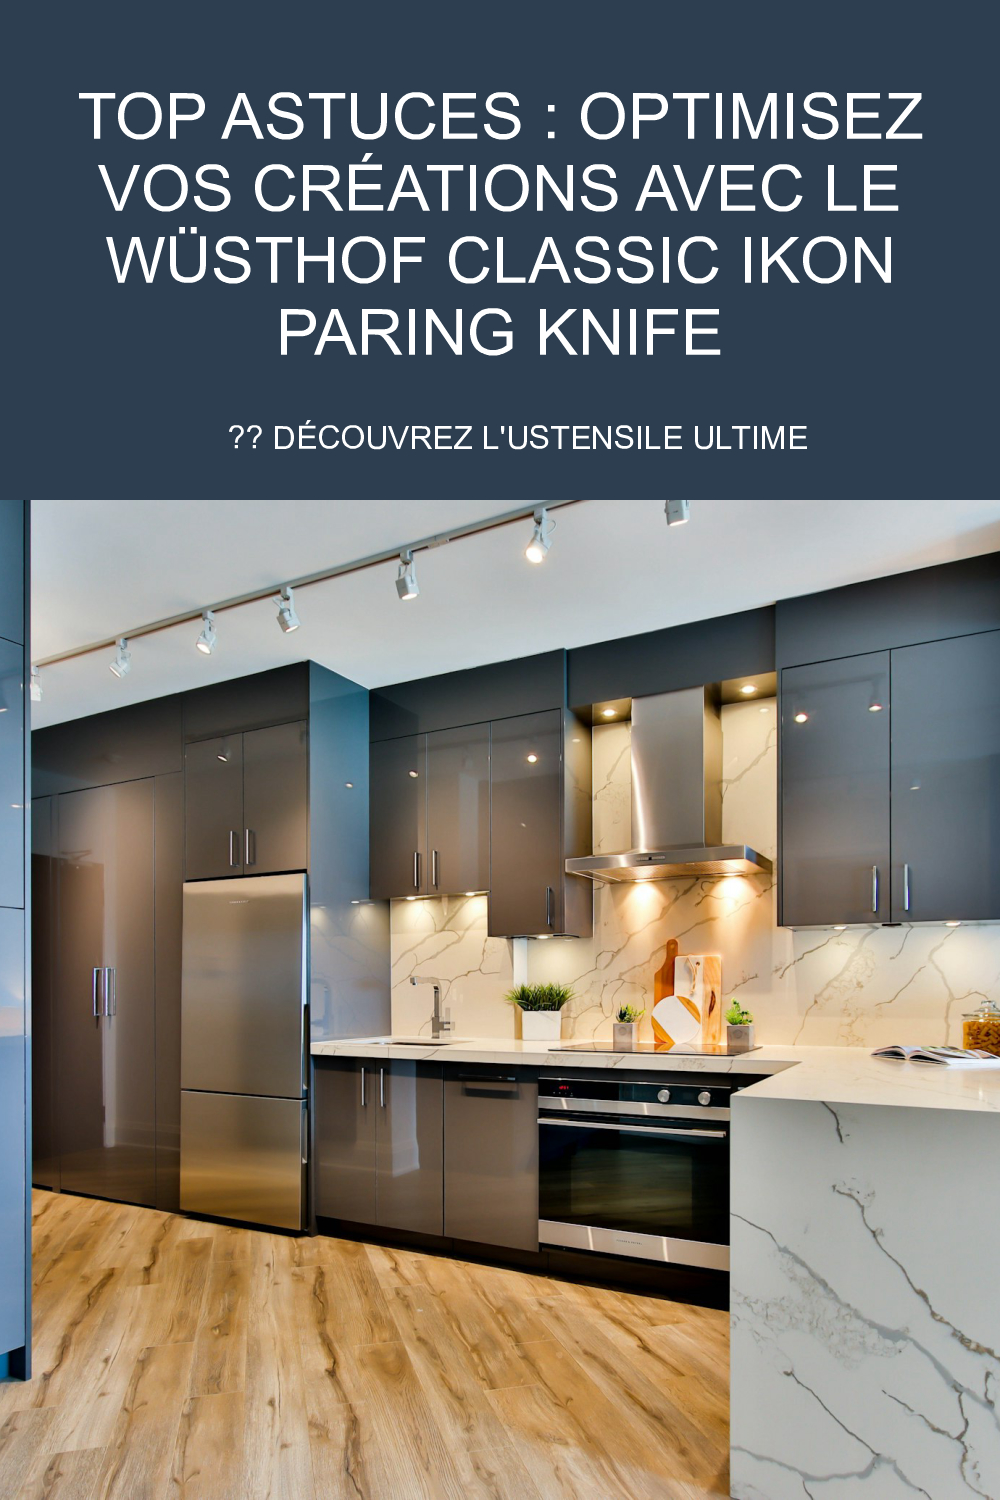 TOP ASTUCES : OPTIMISEZ
VOS CRÉATIONS AVEC LE
WÜSTHOF CLASSIC IKON
PARING KNIFE
?? DÉCOUVREZ L'USTENSILE ULTIME